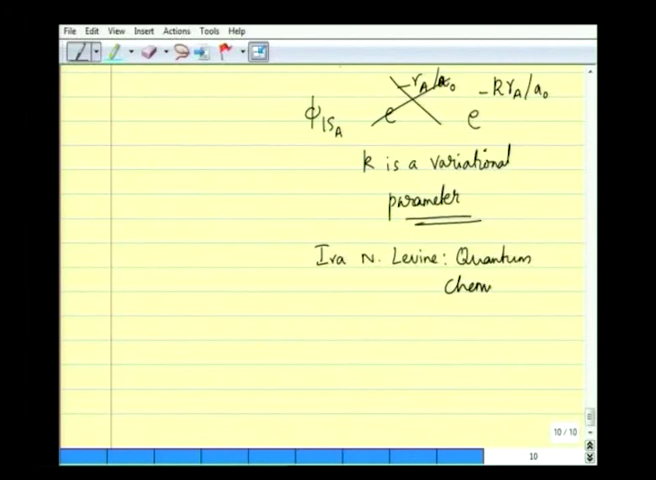 File Edit View Insert Actions Tools Help
ϕ1sA e^-rA/a0 e^-krA/a0
k is a variational
parameter
Ira N. Levine: Quantum
Chem
10 / 10
10